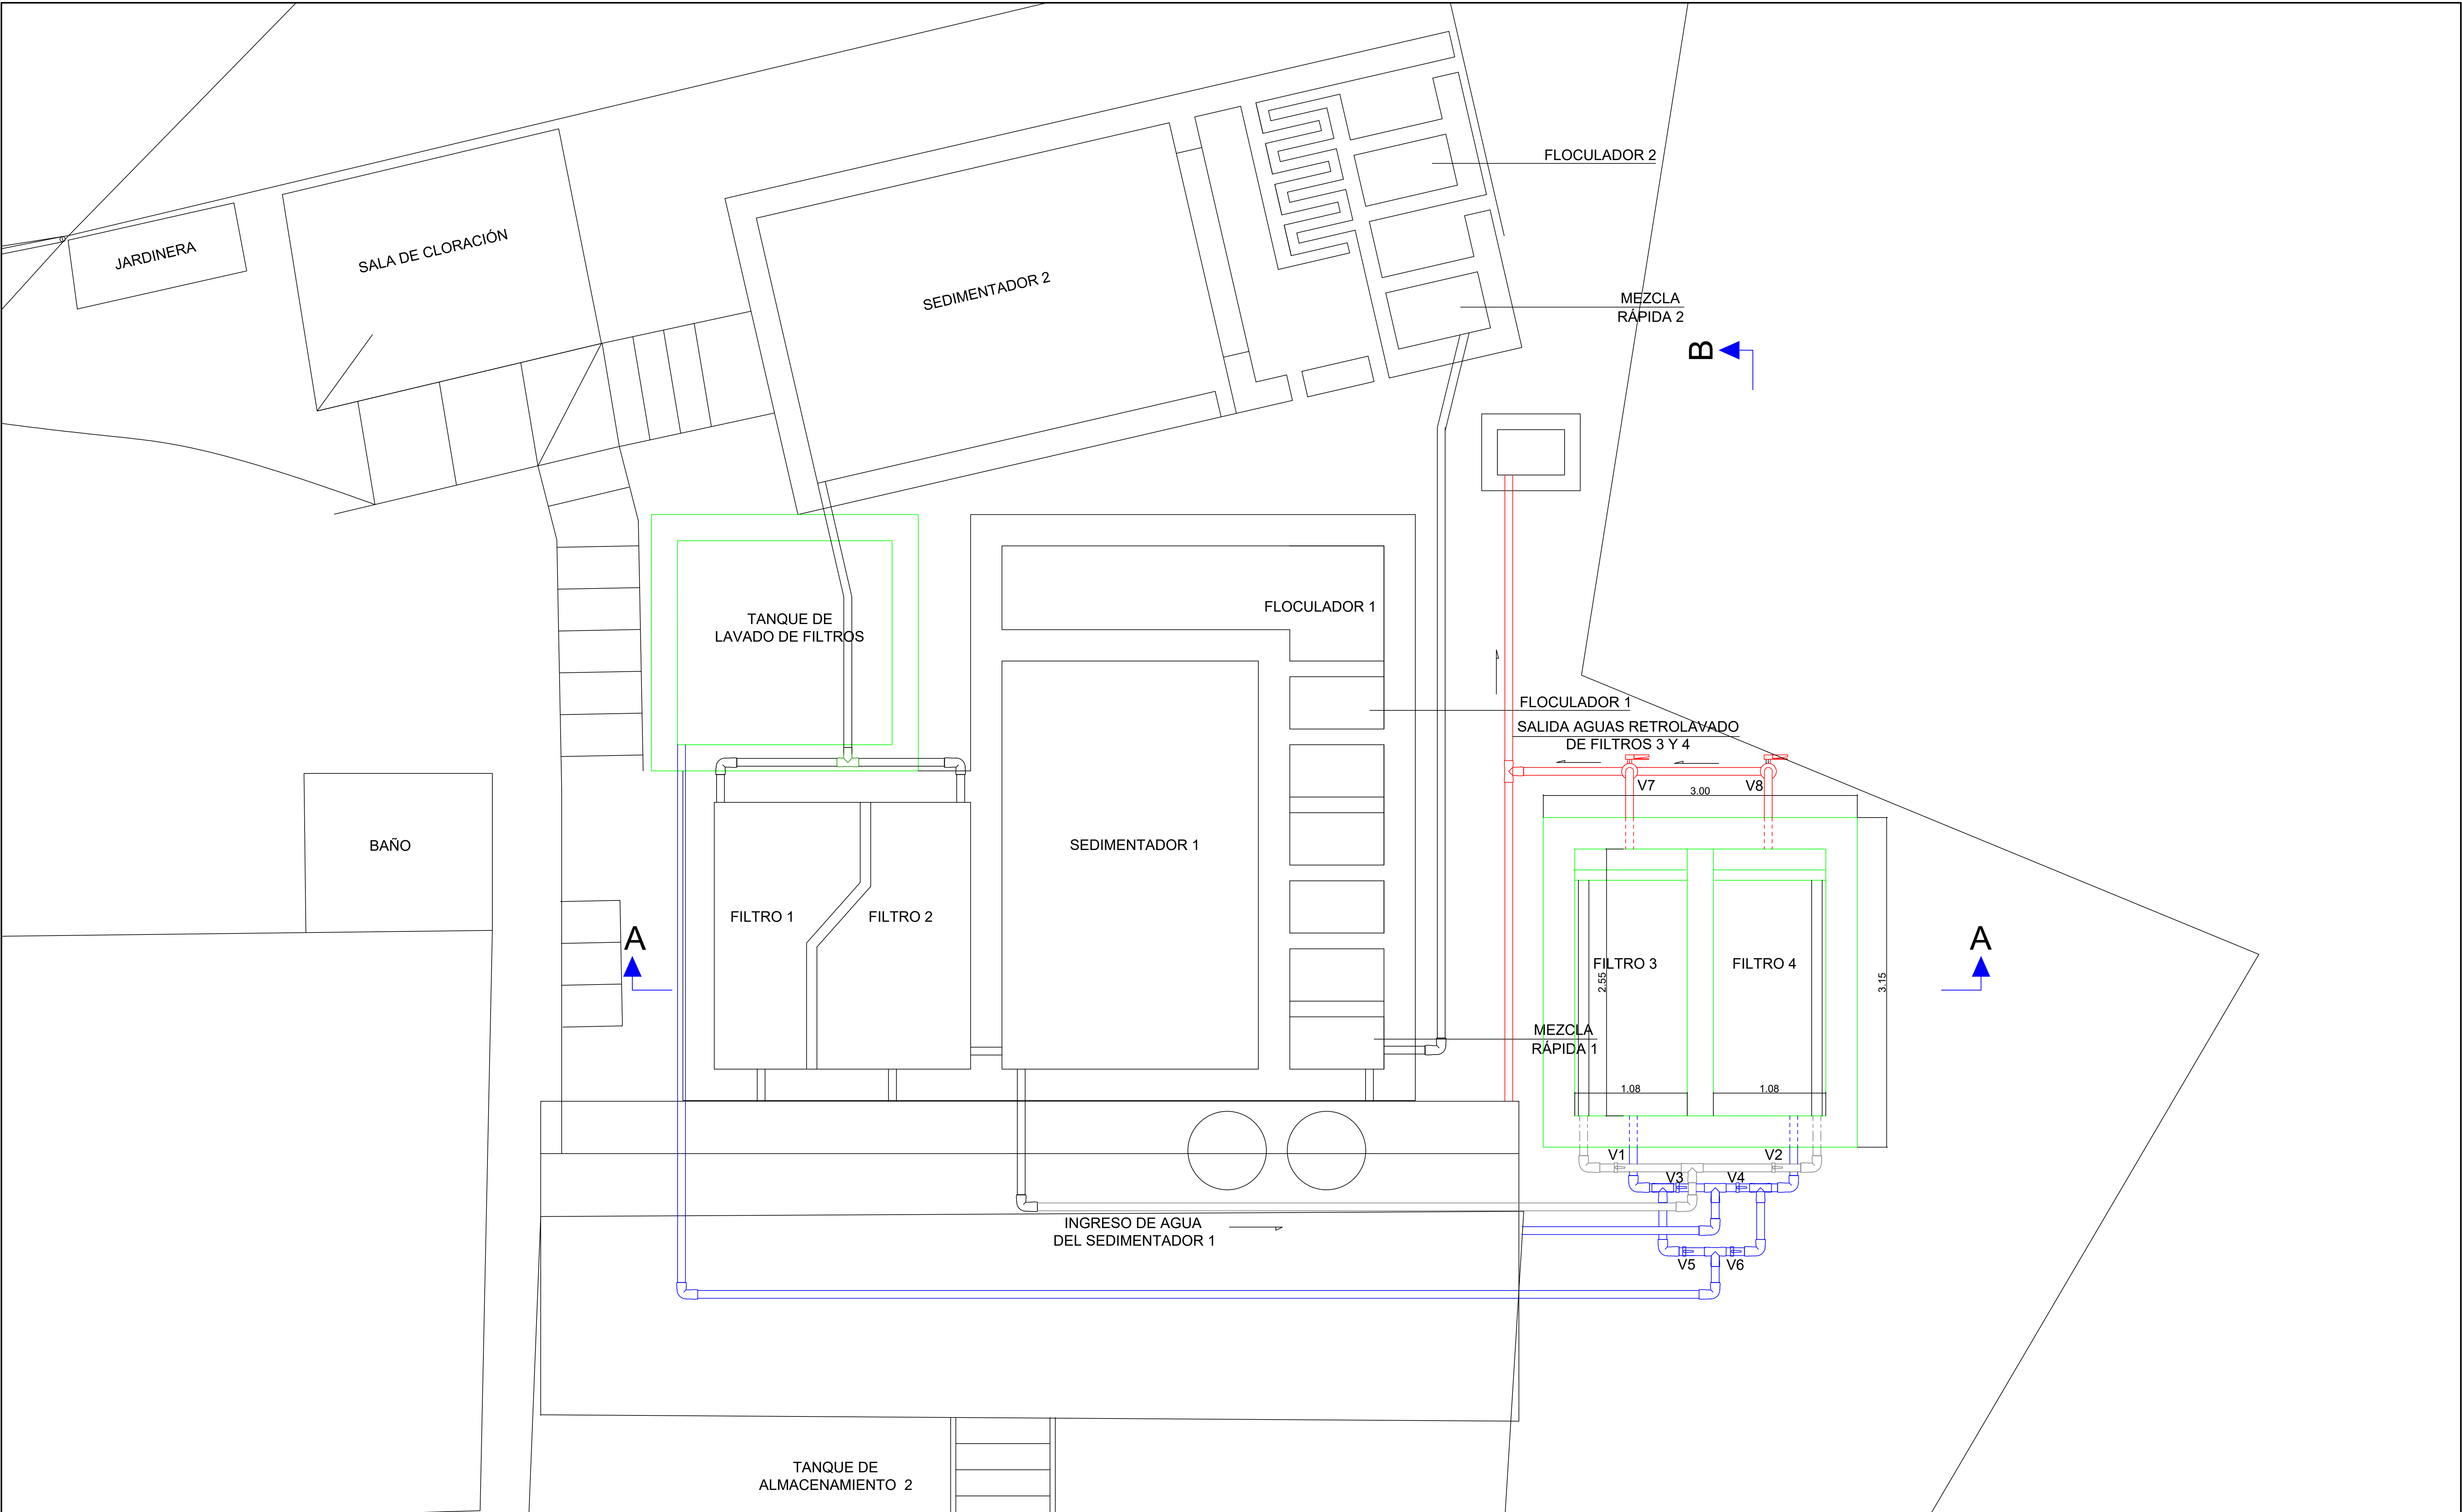 FLOCULADOR 2
JARDINERA
SALA DE CLORACIÓN
SEDIMENTADOR 2
MEZCLA
RÁPIDA 2
B
TANQUE DE
LAVADO DE FILTROS
FLOCULADOR 1
FLOCULADOR 1
SALIDA AGUAS RETROLAVADO
DE FILTROS 3 Y 4
V7
V8
3.00
BAÑO
SEDIMENTADOR 1
FILTRO 1
FILTRO 2
A
A
FILTRO 3
FILTRO 4
2.55
3.15
MEZCLA
RÁPIDA 1
1.08
1.08
V1
V2
V3
V4
INGRESO DE AGUA
DEL SEDIMENTADOR 1
V5
V6
TANQUE DE
ALMACENAMIENTO 2